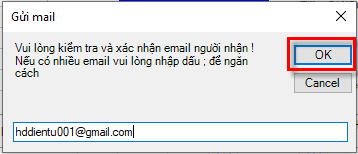 Gửi mail
Vui lòng kiểm tra và xác nhận email người nhận !
Nếu có nhiều email vui lòng nhập dấu ; để ngăn
cách
OK
Cancel
hddientu001@gmail.com